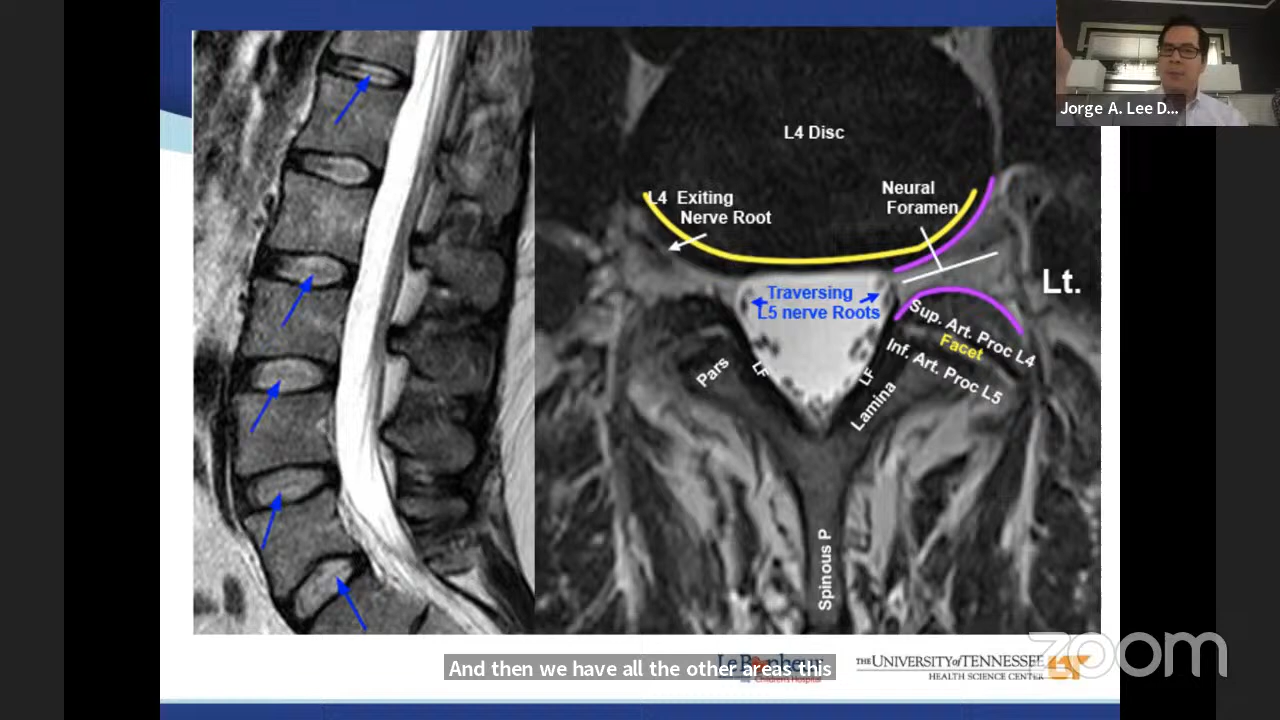 Jorge A. Lee D...
L4 Disc
L4 Exiting
Nerve Root
Neural
Foramen
Lt.
Traversing
L5 nerve Roots
Sup. Art. Proc L4
Facet
Inf. Art. Proc L5
Pars
LF
LF
Lamina
Spinous P
And then we have all the other areas this
Children's Hospital
THE UNIVERSITY of TENNESSEE
HEALTH SCIENCE CENTER
zoom